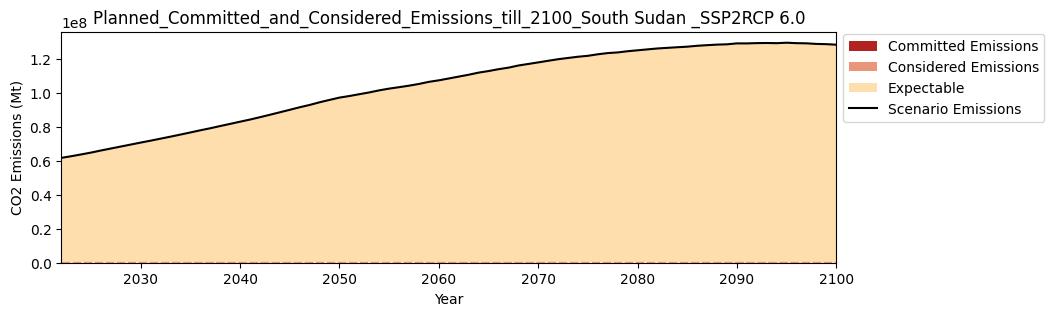 Planned_Committed_and_Considered_Emissions_till_2100_South Sudan _SSP2RCP 6.0
1e8
CO2 Emissions (Mt)
1.2
1.0
0.8
0.6
0.4
0.2
0.0
2030 2040 2050 2060 2070 2080 2090 2100
Year
Committed Emissions
Considered Emissions
Expectable
Scenario Emissions